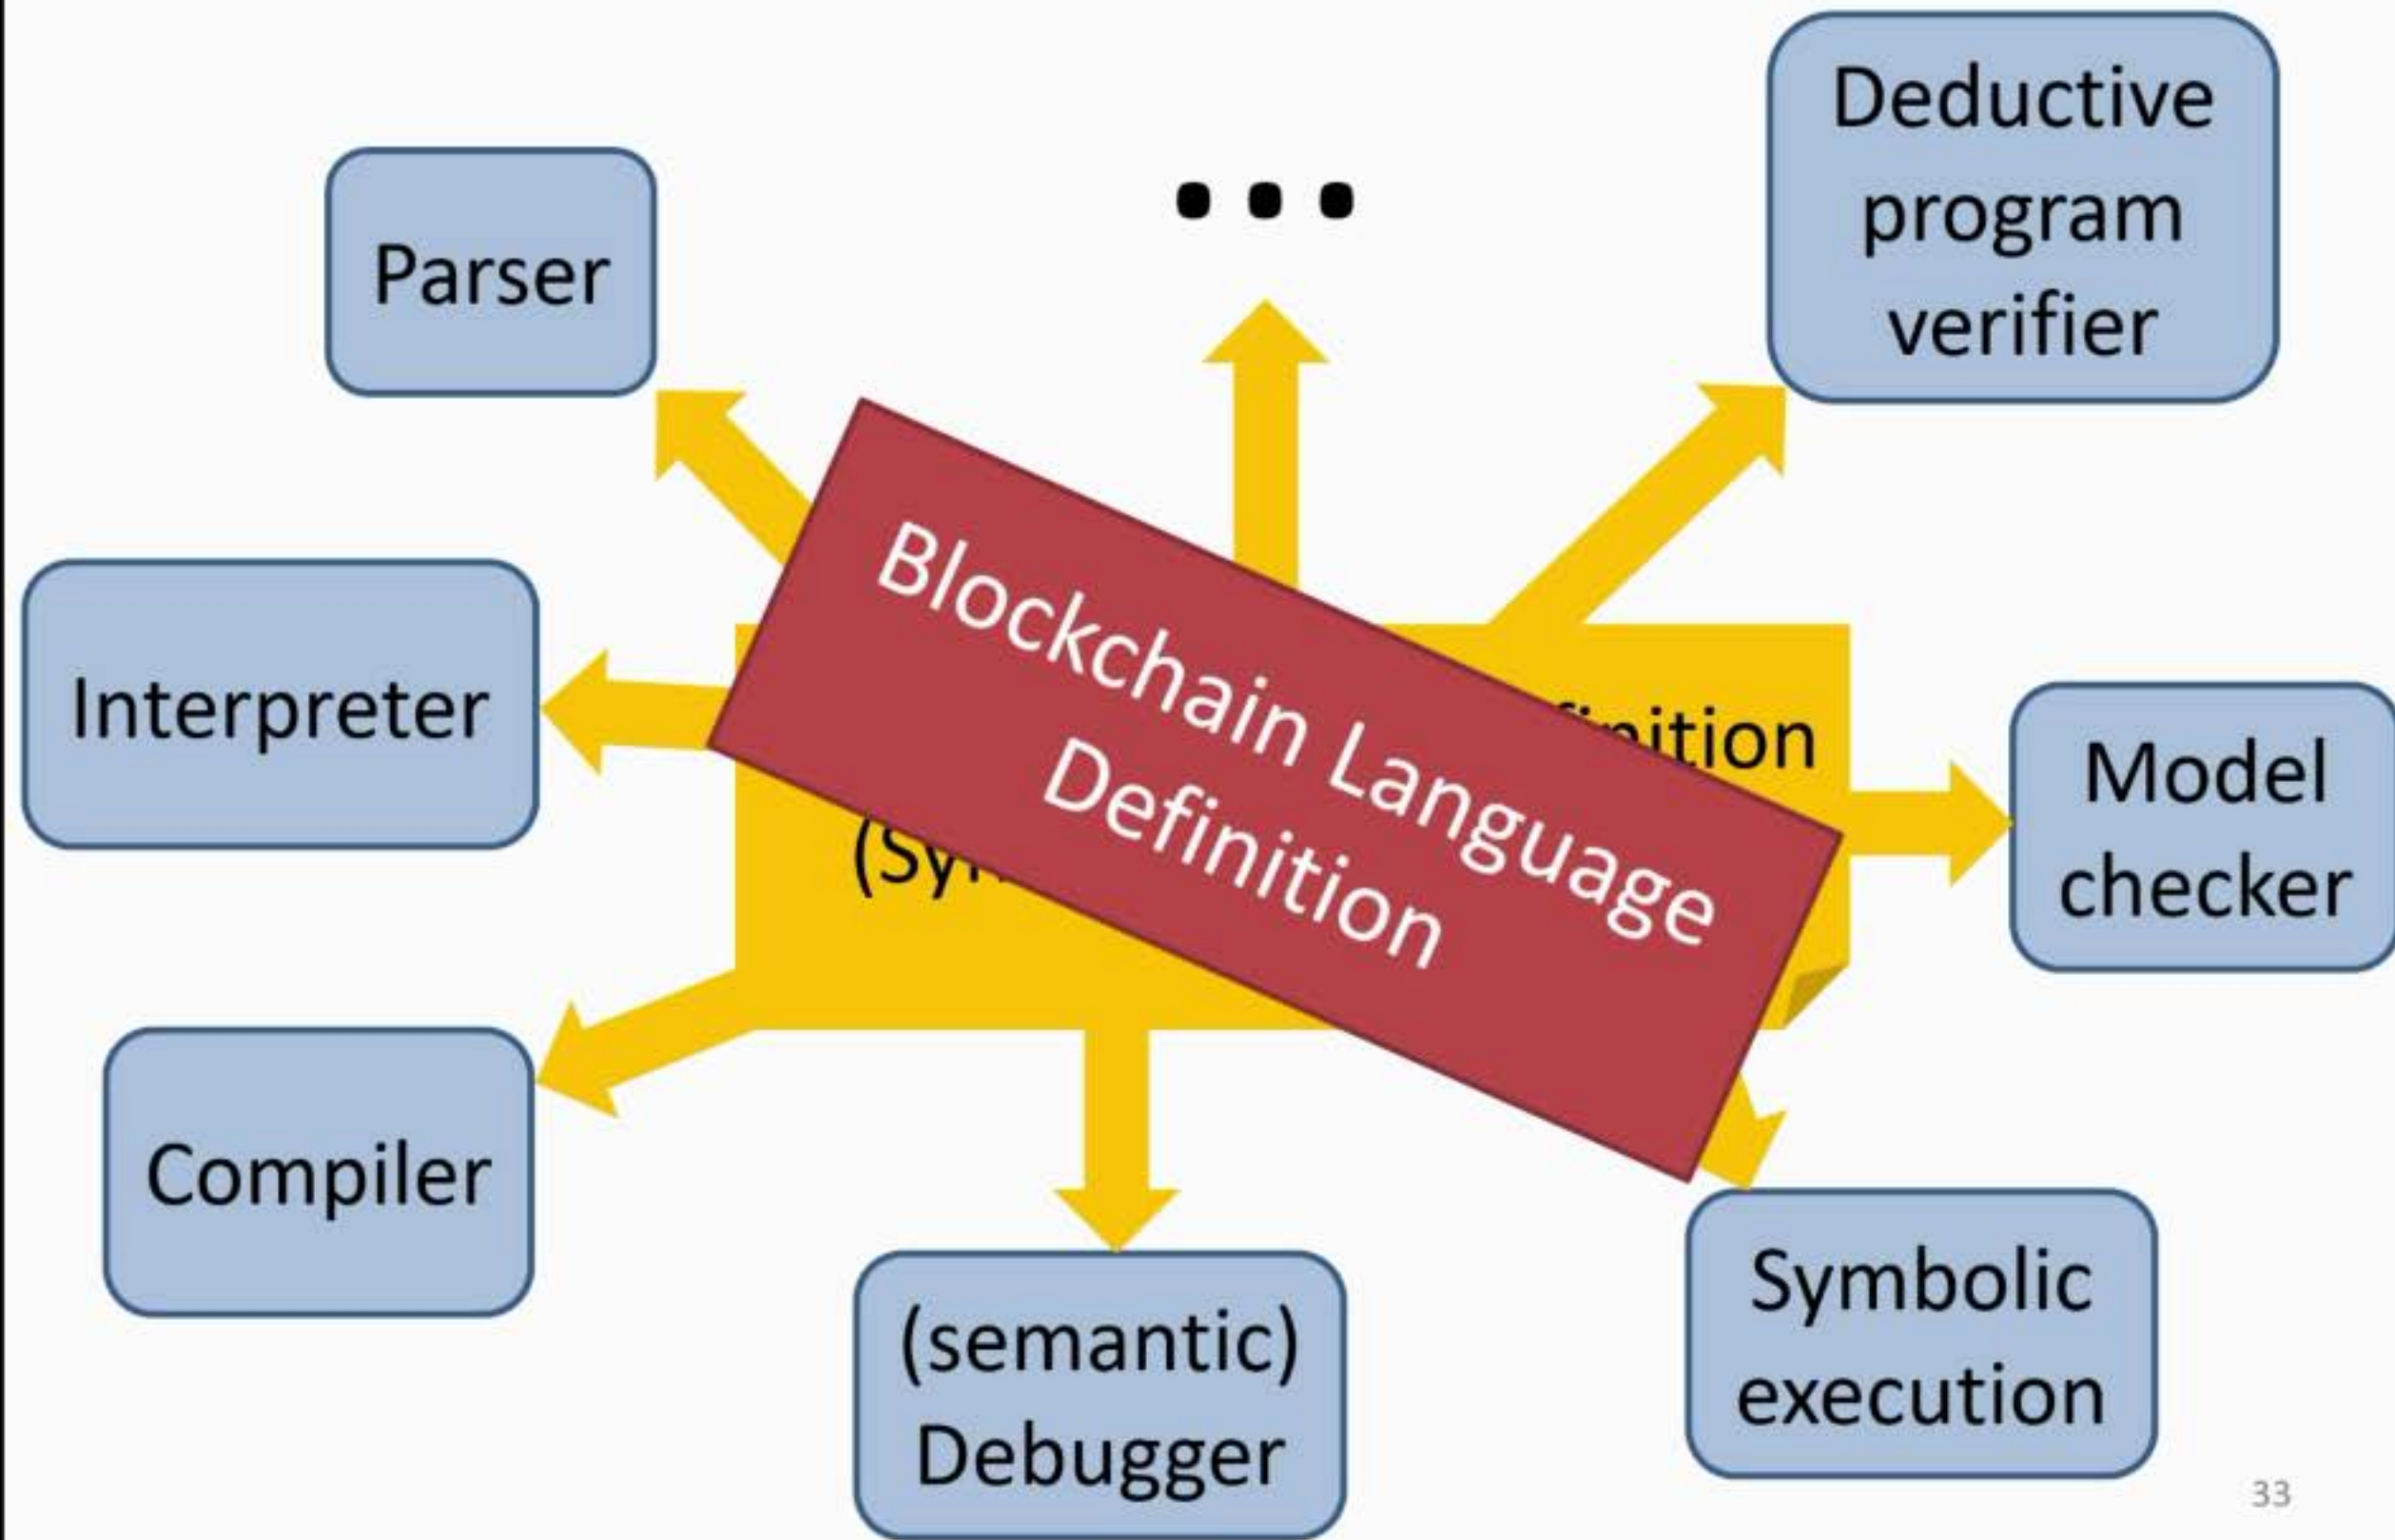 Deductive
program
verifier
...
Parser
Blockchain Language
Definition
Interpreter
Model
checker
Compiler
(semantic)
Debugger
Symbolic
execution
33